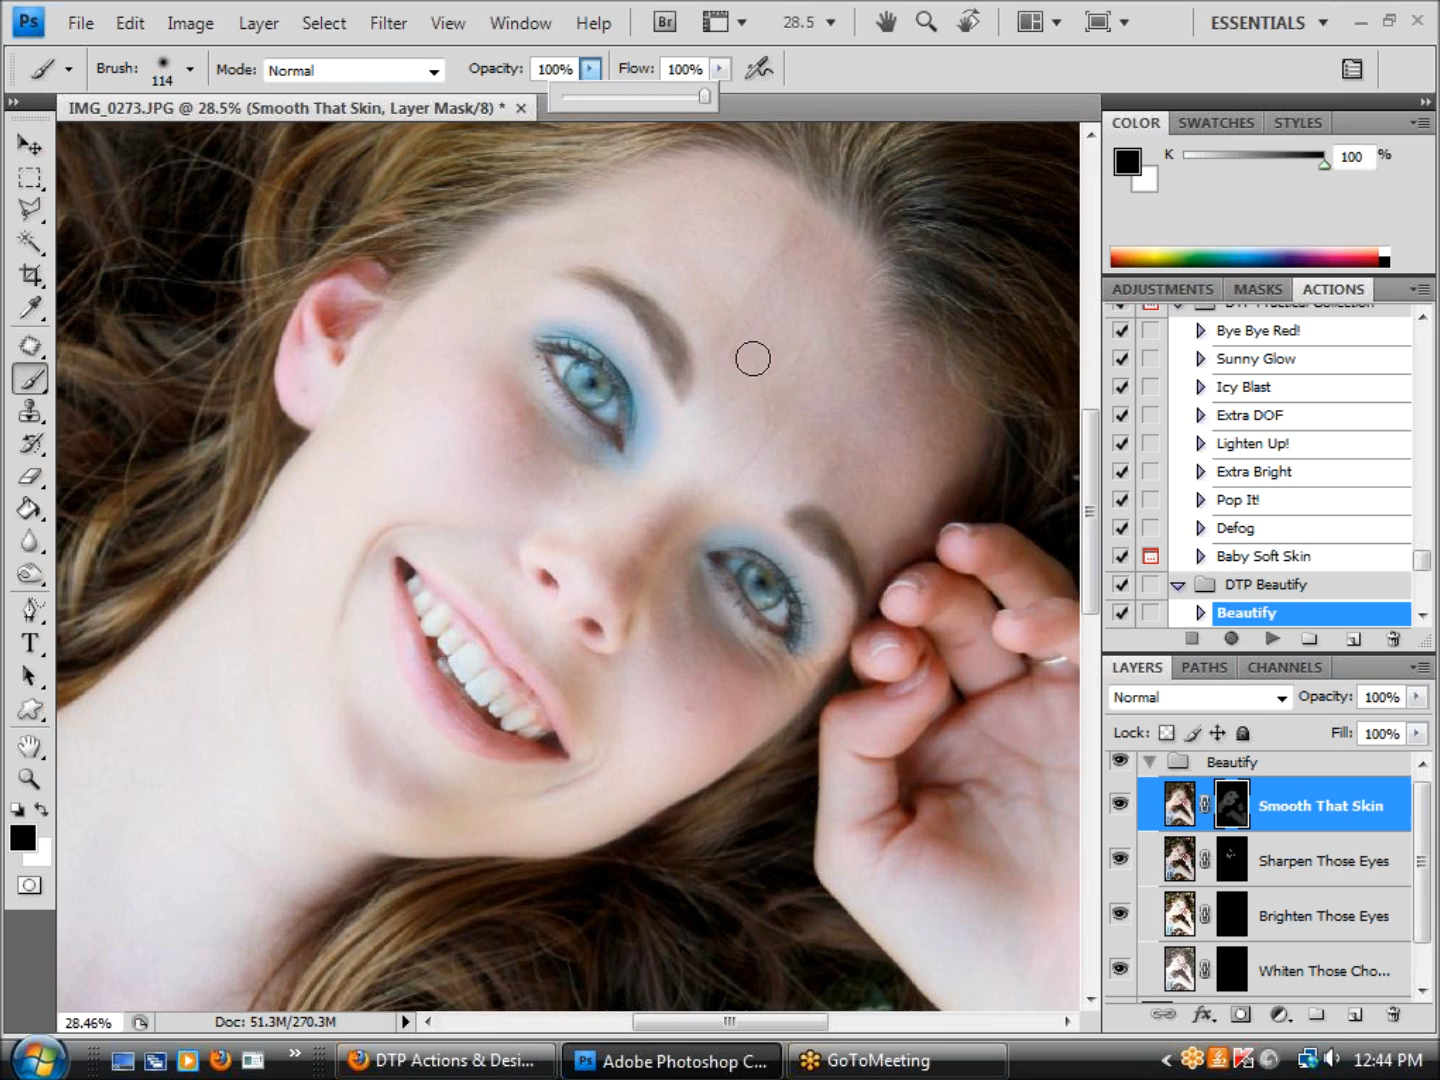 Ps File Edit Image Layer Select Filter View Window Help Br 28.5 ESSENTIALS
Brush: 114 Mode: Normal Opacity: 100% Flow: 100%
IMG_0273.JPG @ 28.5% (Smooth That Skin, Layer Mask/8) *
COLOR SWATCHES STYLES
K 100 %
ADJUSTMENTS MASKS ACTIONS
DTP Practical Collection
Bye Bye Red!
Sunny Glow
Icy Blast
Extra DOF
Lighten Up!
Extra Bright
Pop It!
Defog
Baby Soft Skin
DTP Beautify
Beautify
LAYERS PATHS CHANNELS
Normal Opacity: 100%
Lock: Fill: 100%
Beautify
Smooth That Skin
Sharpen Those Eyes
Brighten Those Eyes
Whiten Those Cho...
T
fx
28.46% Doc: 51.3M/270.3M
DTP Actions & Desi... Ps Adobe Photoshop C... GoToMeeting 12:44 PM